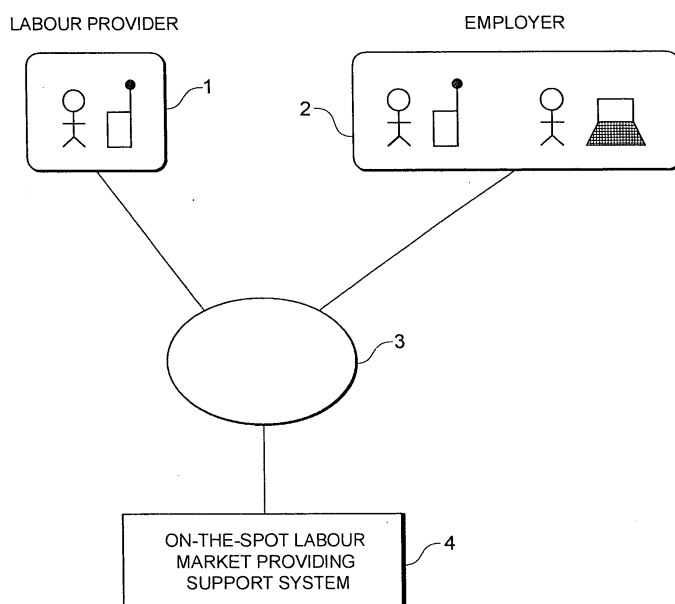 LABOUR PROVIDER
EMPLOYER
1
2
3
ON-THE-SPOT LABOUR
MARKET PROVIDING
SUPPORT SYSTEM
4